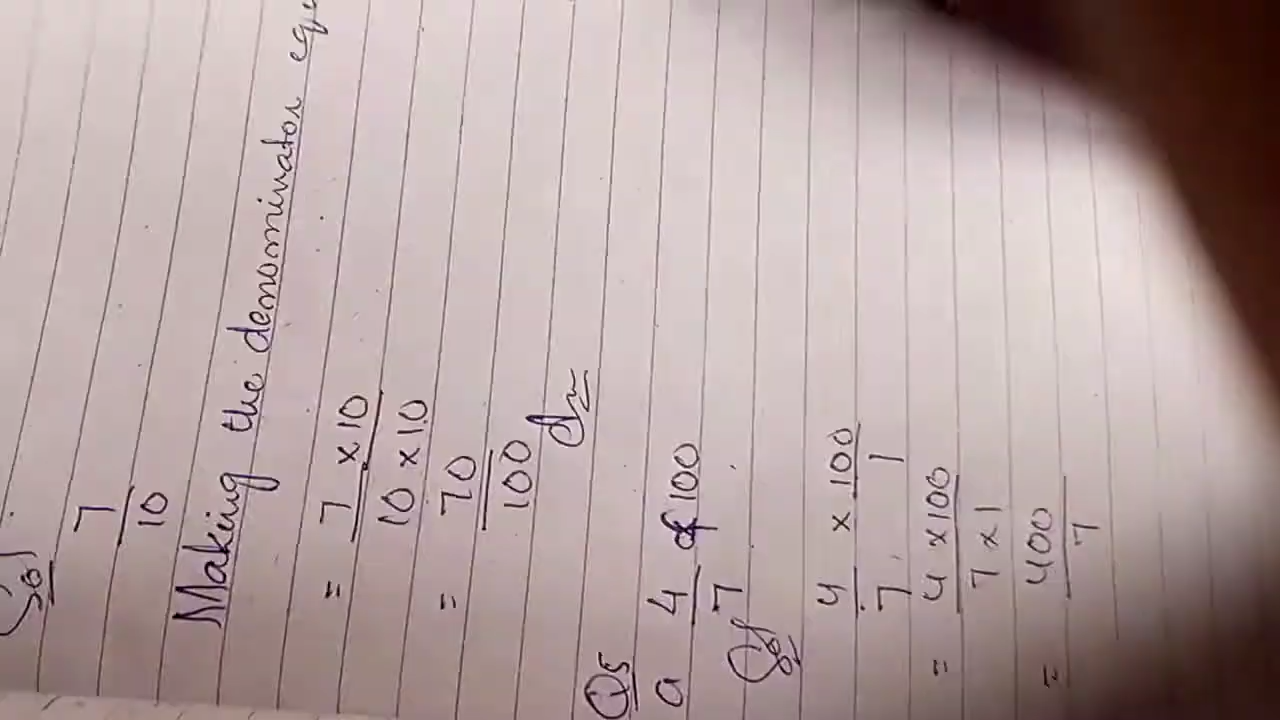 Sol
7
10
Making the denominator equ
= 7 × 10
10 × 10
= 70
100
Q5
a 4 of 100
7
Sol
4 × 100
7 1
= 4 × 100
7 × 1
= 400
7